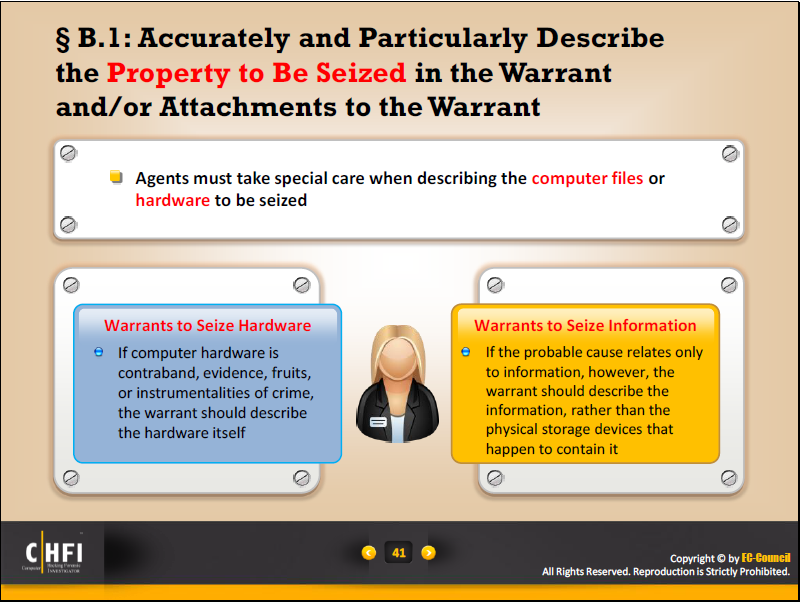 § B.1: Accurately and Particularly Describe
the Property to Be Seized in the Warrant
and/or Attachments to the Warrant
Agents must take special care when describing the computer files or
hardware to be seized
Warrants to Seize Hardware
If computer hardware is
contraband, evidence, fruits,
or instrumentalities of crime,
the warrant should describe
the hardware itself
Warrants to Seize Information
If the probable cause relates only
to information, however, the
warrant should describe the
information, rather than the
physical storage devices that
happen to contain it
CHFI
Computer Hacking Forensic
INVESTIGATOR
41
Copyright © by EC-Council
All Rights Reserved. Reproduction is Strictly Prohibited.